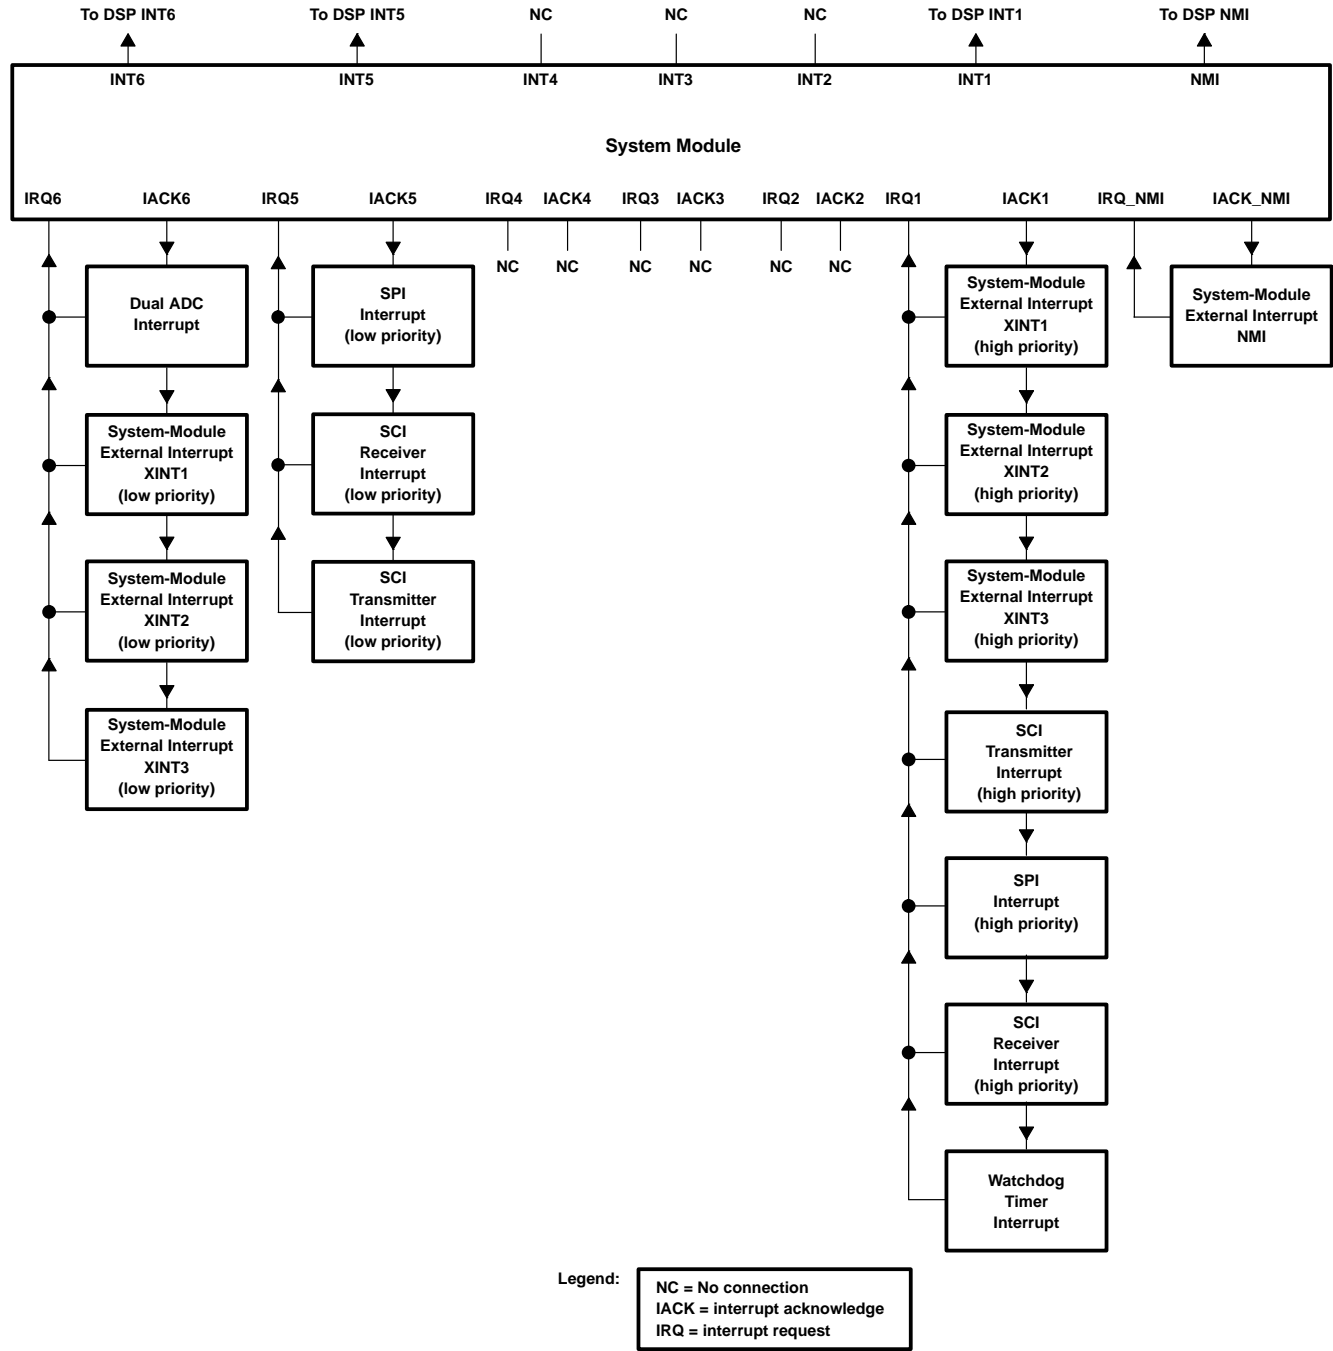 To DSP INT6
To DSP INT5
NC
NC
NC
To DSP INT1
To DSP NMI
INT6
INT5
INT4
INT3
INT2
INT1
NMI
System Module
IRQ6
IACK6
IRQ5
IACK5
IRQ4
IACK4
IRQ3
IACK3
IRQ2
IACK2
IRQ1
IACK1
IRQ_NMI
IACK_NMI
NC
NC
NC
NC
NC
NC
Dual ADC
Interrupt
System-Module
External Interrupt
XINT1
(low priority)
System-Module
External Interrupt
XINT2
(low priority)
System-Module
External Interrupt
XINT3
(low priority)
SPI
Interrupt
(low priority)
SCI
Receiver
Interrupt
(low priority)
SCI
Transmitter
Interrupt
(low priority)
System-Module
External Interrupt
XINT1
(high priority)
System-Module
External Interrupt
XINT2
(high priority)
System-Module
External Interrupt
XINT3
(high priority)
SCI
Transmitter
Interrupt
(high priority)
SPI
Interrupt
(high priority)
SCI
Receiver
Interrupt
(high priority)
Watchdog
Timer
Interrupt
System-Module
External Interrupt
NMI
Legend:
NC = No connection
IACK = interrupt acknowledge
IRQ = interrupt request